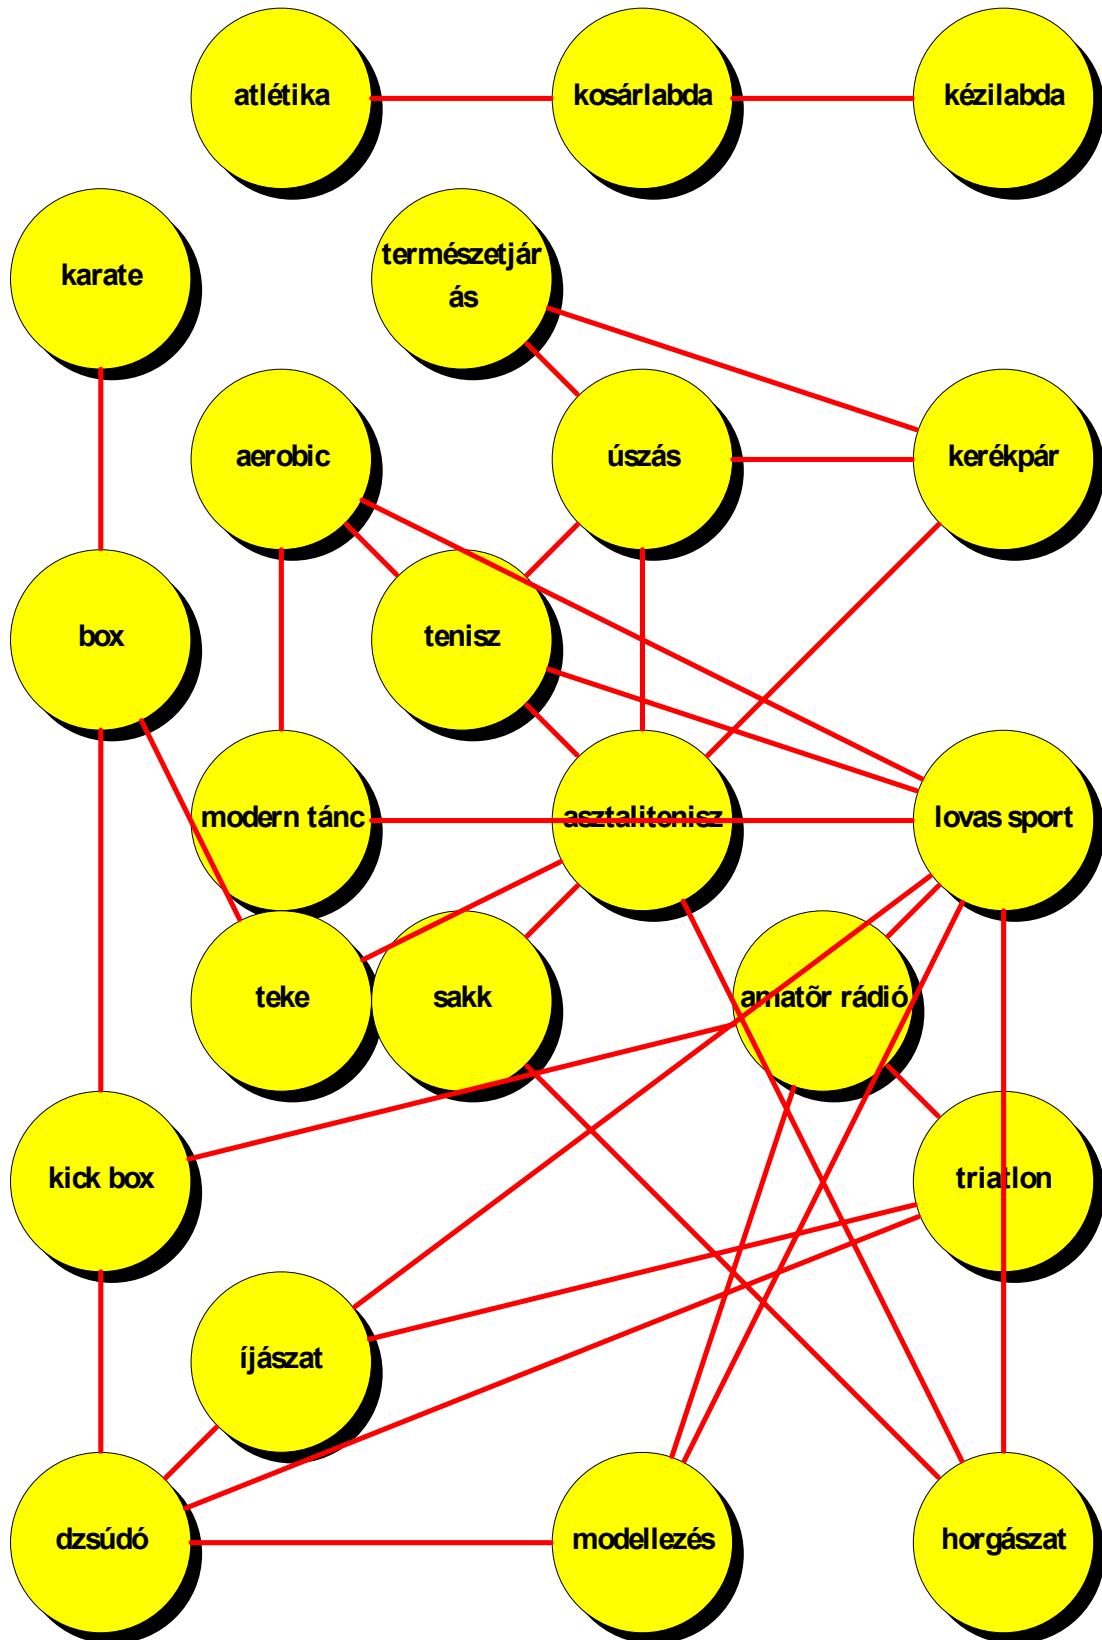 atlétika
kosárlabda
kézilabda
karate
természetjár
ás
aerobic
úszás
kerékpár
box
tenisz
modern tánc
asztalitenisz
lovas sport
teke
sakk
amatõr rádió
kick box
triatlon
íjászat
dzsúdó
modellezés
horgászat